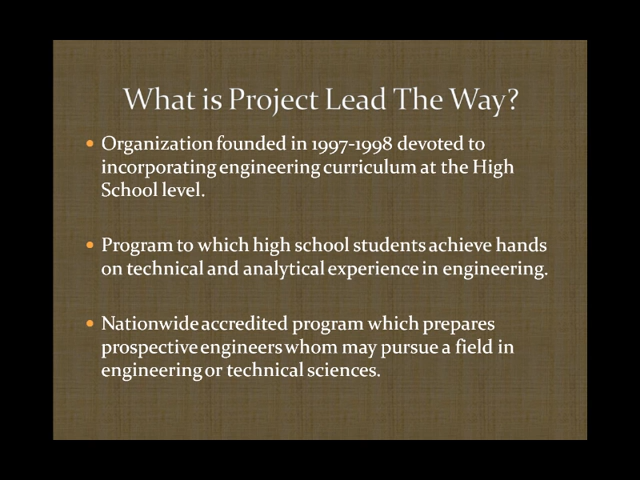 What is Project Lead The Way?
Organization founded in 1997-1998 devoted to
incorporating engineering curriculum at the High
School level.
Program to which high school students achieve hands
on technical and analytical experience in engineering.
Nationwide accredited program which prepares
prospective engineers whom may pursue a field in
engineering or technical sciences.